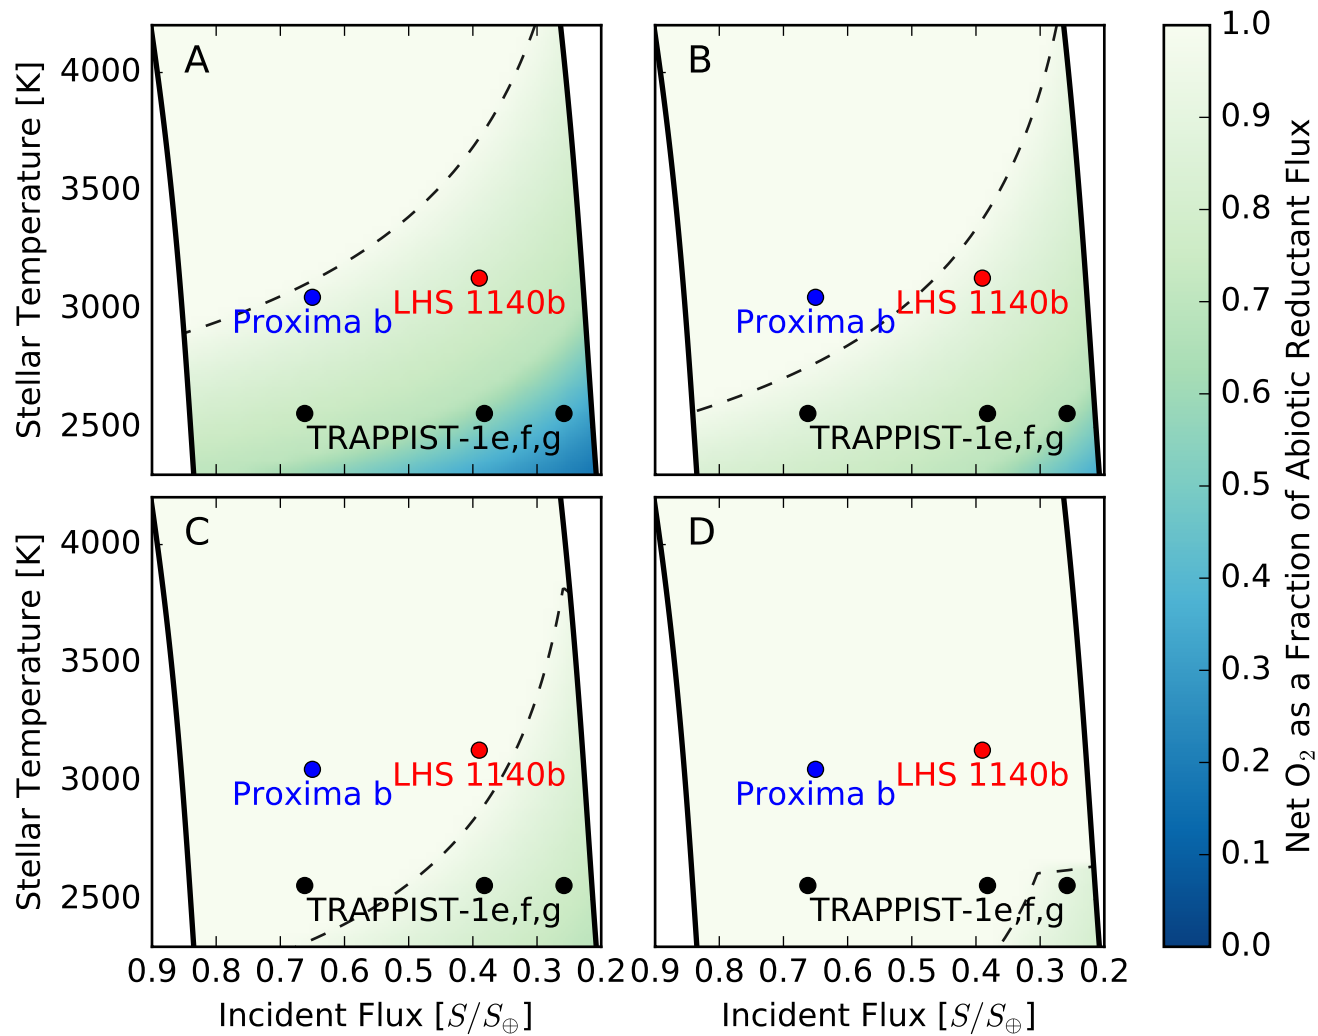 A
B
4000
3500
3000
2500
Stellar Temperature [K]
Proxima b
LHS 1140b
TRAPPIST-1e,f,g
Proxima b
LHS 1140b
TRAPPIST-1e,f,g
C
D
4000
3500
3000
2500
Stellar Temperature [K]
Proxima b
LHS 1140b
TRAPPIST-1e,f,g
Proxima b
LHS 1140b
TRAPPIST-1e,f,g
0.9 0.8 0.7 0.6 0.5 0.4 0.3 0.2
0.9 0.8 0.7 0.6 0.5 0.4 0.3 0.2
Incident Flux [S/S⊕]
Incident Flux [S/S⊕]
1.0
0.9
0.8
0.7
0.6
0.5
0.4
0.3
0.2
0.1
0.0
Net O₂ as a Fraction of Abiotic Reductant Flux